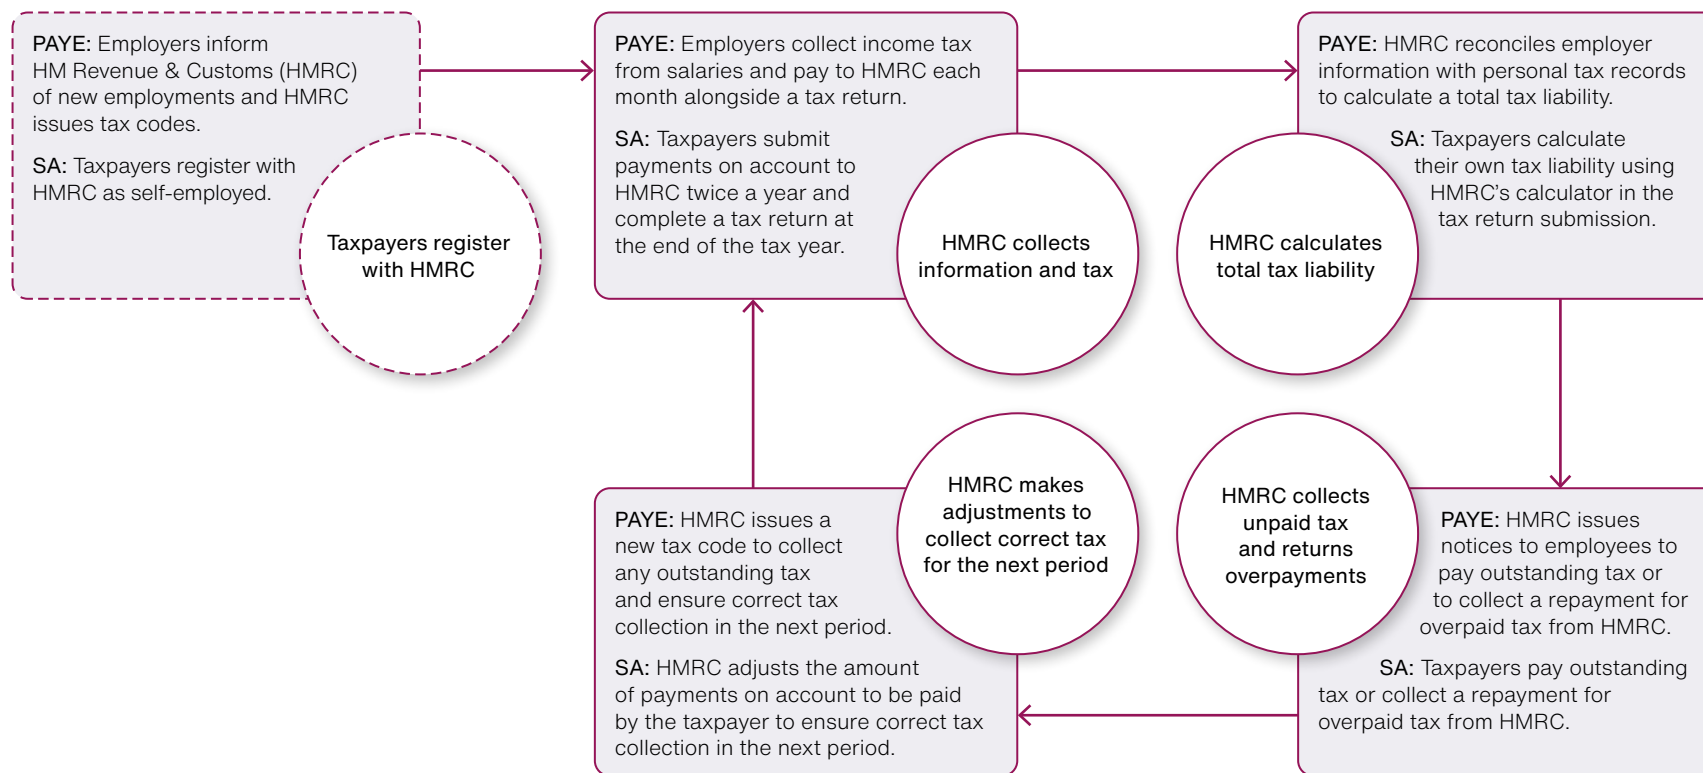 PAYE: Employers inform
HM Revenue & Customs (HMRC)
of new employments and HMRC
issues tax codes.
SA: Taxpayers register with
HMRC as self-employed.
Taxpayers register
with HMRC
PAYE: Employers collect income tax
from salaries and pay to HMRC each
month alongside a tax return.
SA: Taxpayers submit
payments on account to
HMRC twice a year and
complete a tax return at
the end of the tax year.
HMRC collects
information and tax
PAYE: HMRC reconciles employer
information with personal tax records
to calculate a total tax liability.
SA: Taxpayers calculate
their own tax liability using
HMRC’s calculator in the
tax return submission.
HMRC calculates
total tax liability
PAYE: HMRC issues
notices to employees to
pay outstanding tax or
to collect a repayment for
overpaid tax from HMRC.
SA: Taxpayers pay outstanding
tax or collect a repayment for
overpaid tax from HMRC.
HMRC collects
unpaid tax
and returns
overpayments
PAYE: HMRC issues a
new tax code to collect
any outstanding tax
and ensure correct tax
collection in the next period.
SA: HMRC adjusts the amount
of payments on account to be paid
by the taxpayer to ensure correct tax
collection in the next period.
HMRC makes
adjustments to
collect correct tax
for the next period